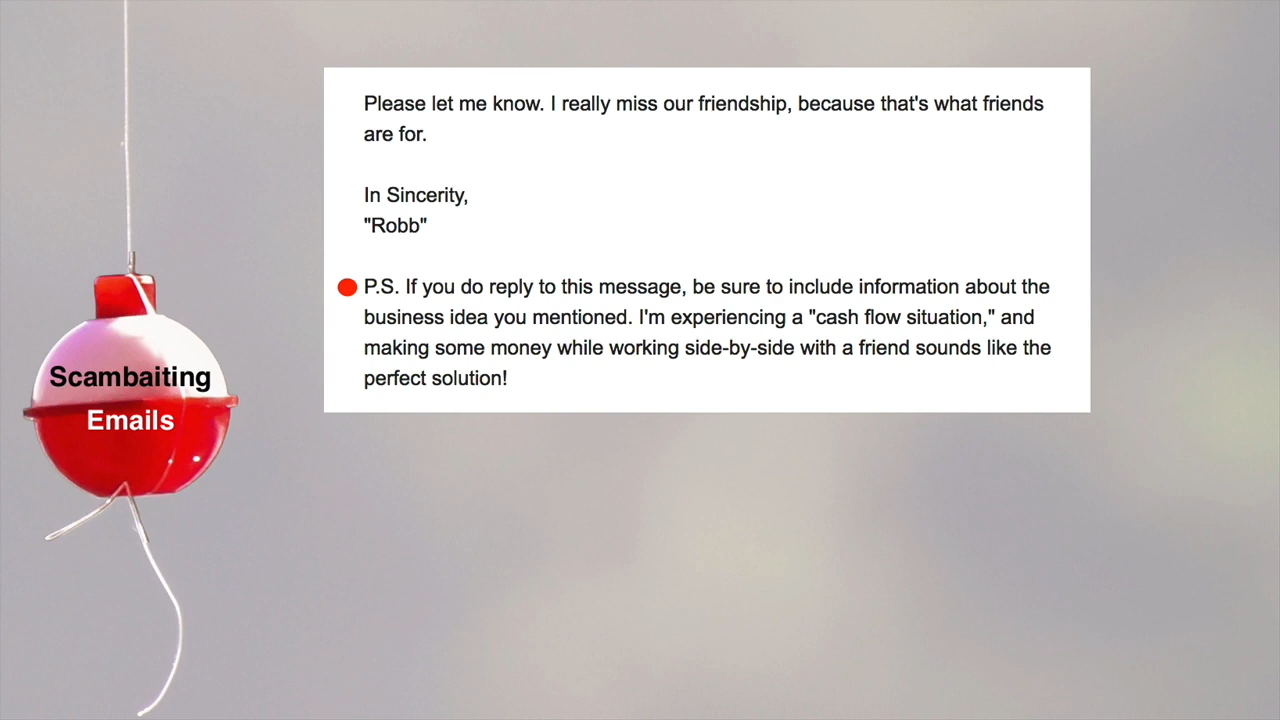 Please let me know. I really miss our friendship, because that's what friends
are for.
In Sincerity,
"Robb"
P.S. If you do reply to this message, be sure to include information about the
business idea you mentioned. I'm experiencing a "cash flow situation," and
making some money while working side-by-side with a friend sounds like the
perfect solution!
Scambaiting
Emails